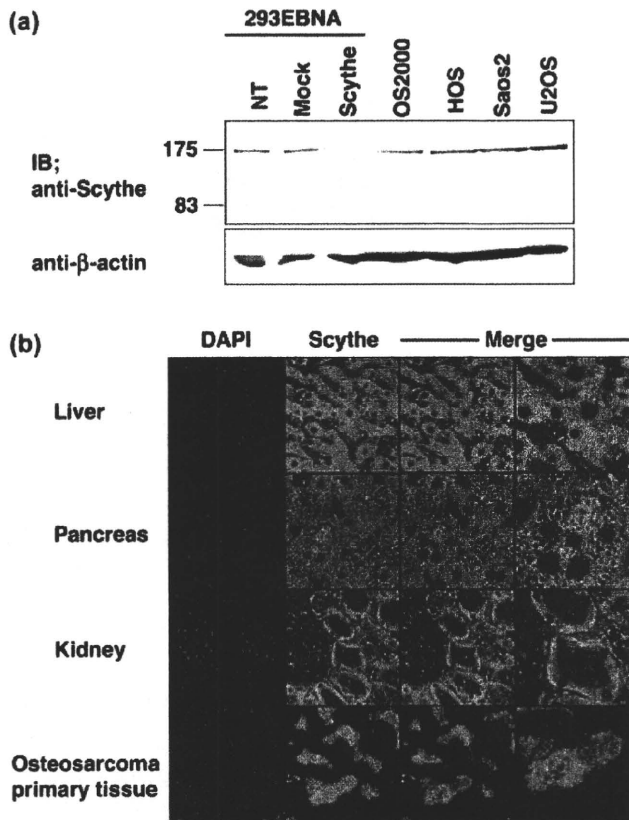 (a)
293EBNA
NT Mock Scythe OS2000 HOS Saos2 U2OS
IB;
anti-Scythe
175
83
anti-β-actin
(b)
DAPI Scythe Merge
Liver
Pancreas
Kidney
Osteosarcoma
primary tissue